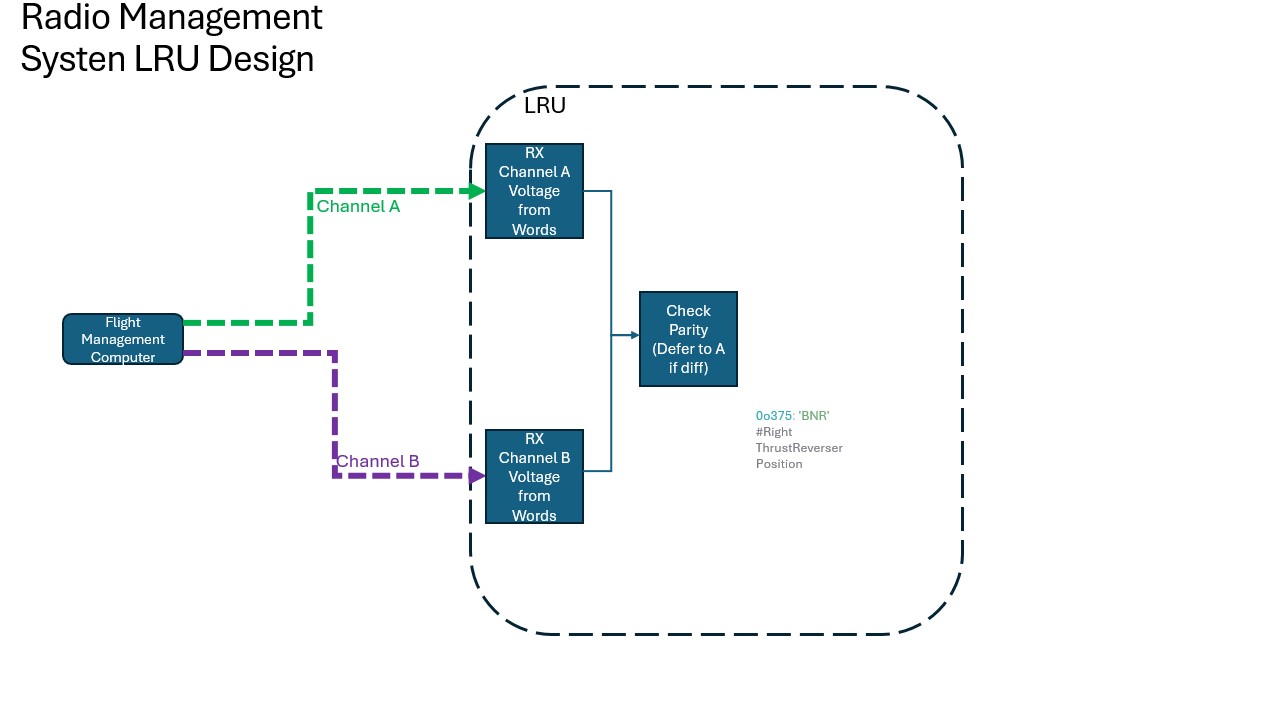 Radio Management
Systen LRU Design
LRU
RX
Channel A
Voltage
from
Words
Channel A
Flight
Management
Computer
Check
Parity
(Defer to A
if diff)
0o375: 'BNR'
#Right
ThrustReverser
Position
RX
Channel B
Voltage
from
Words
Channel B